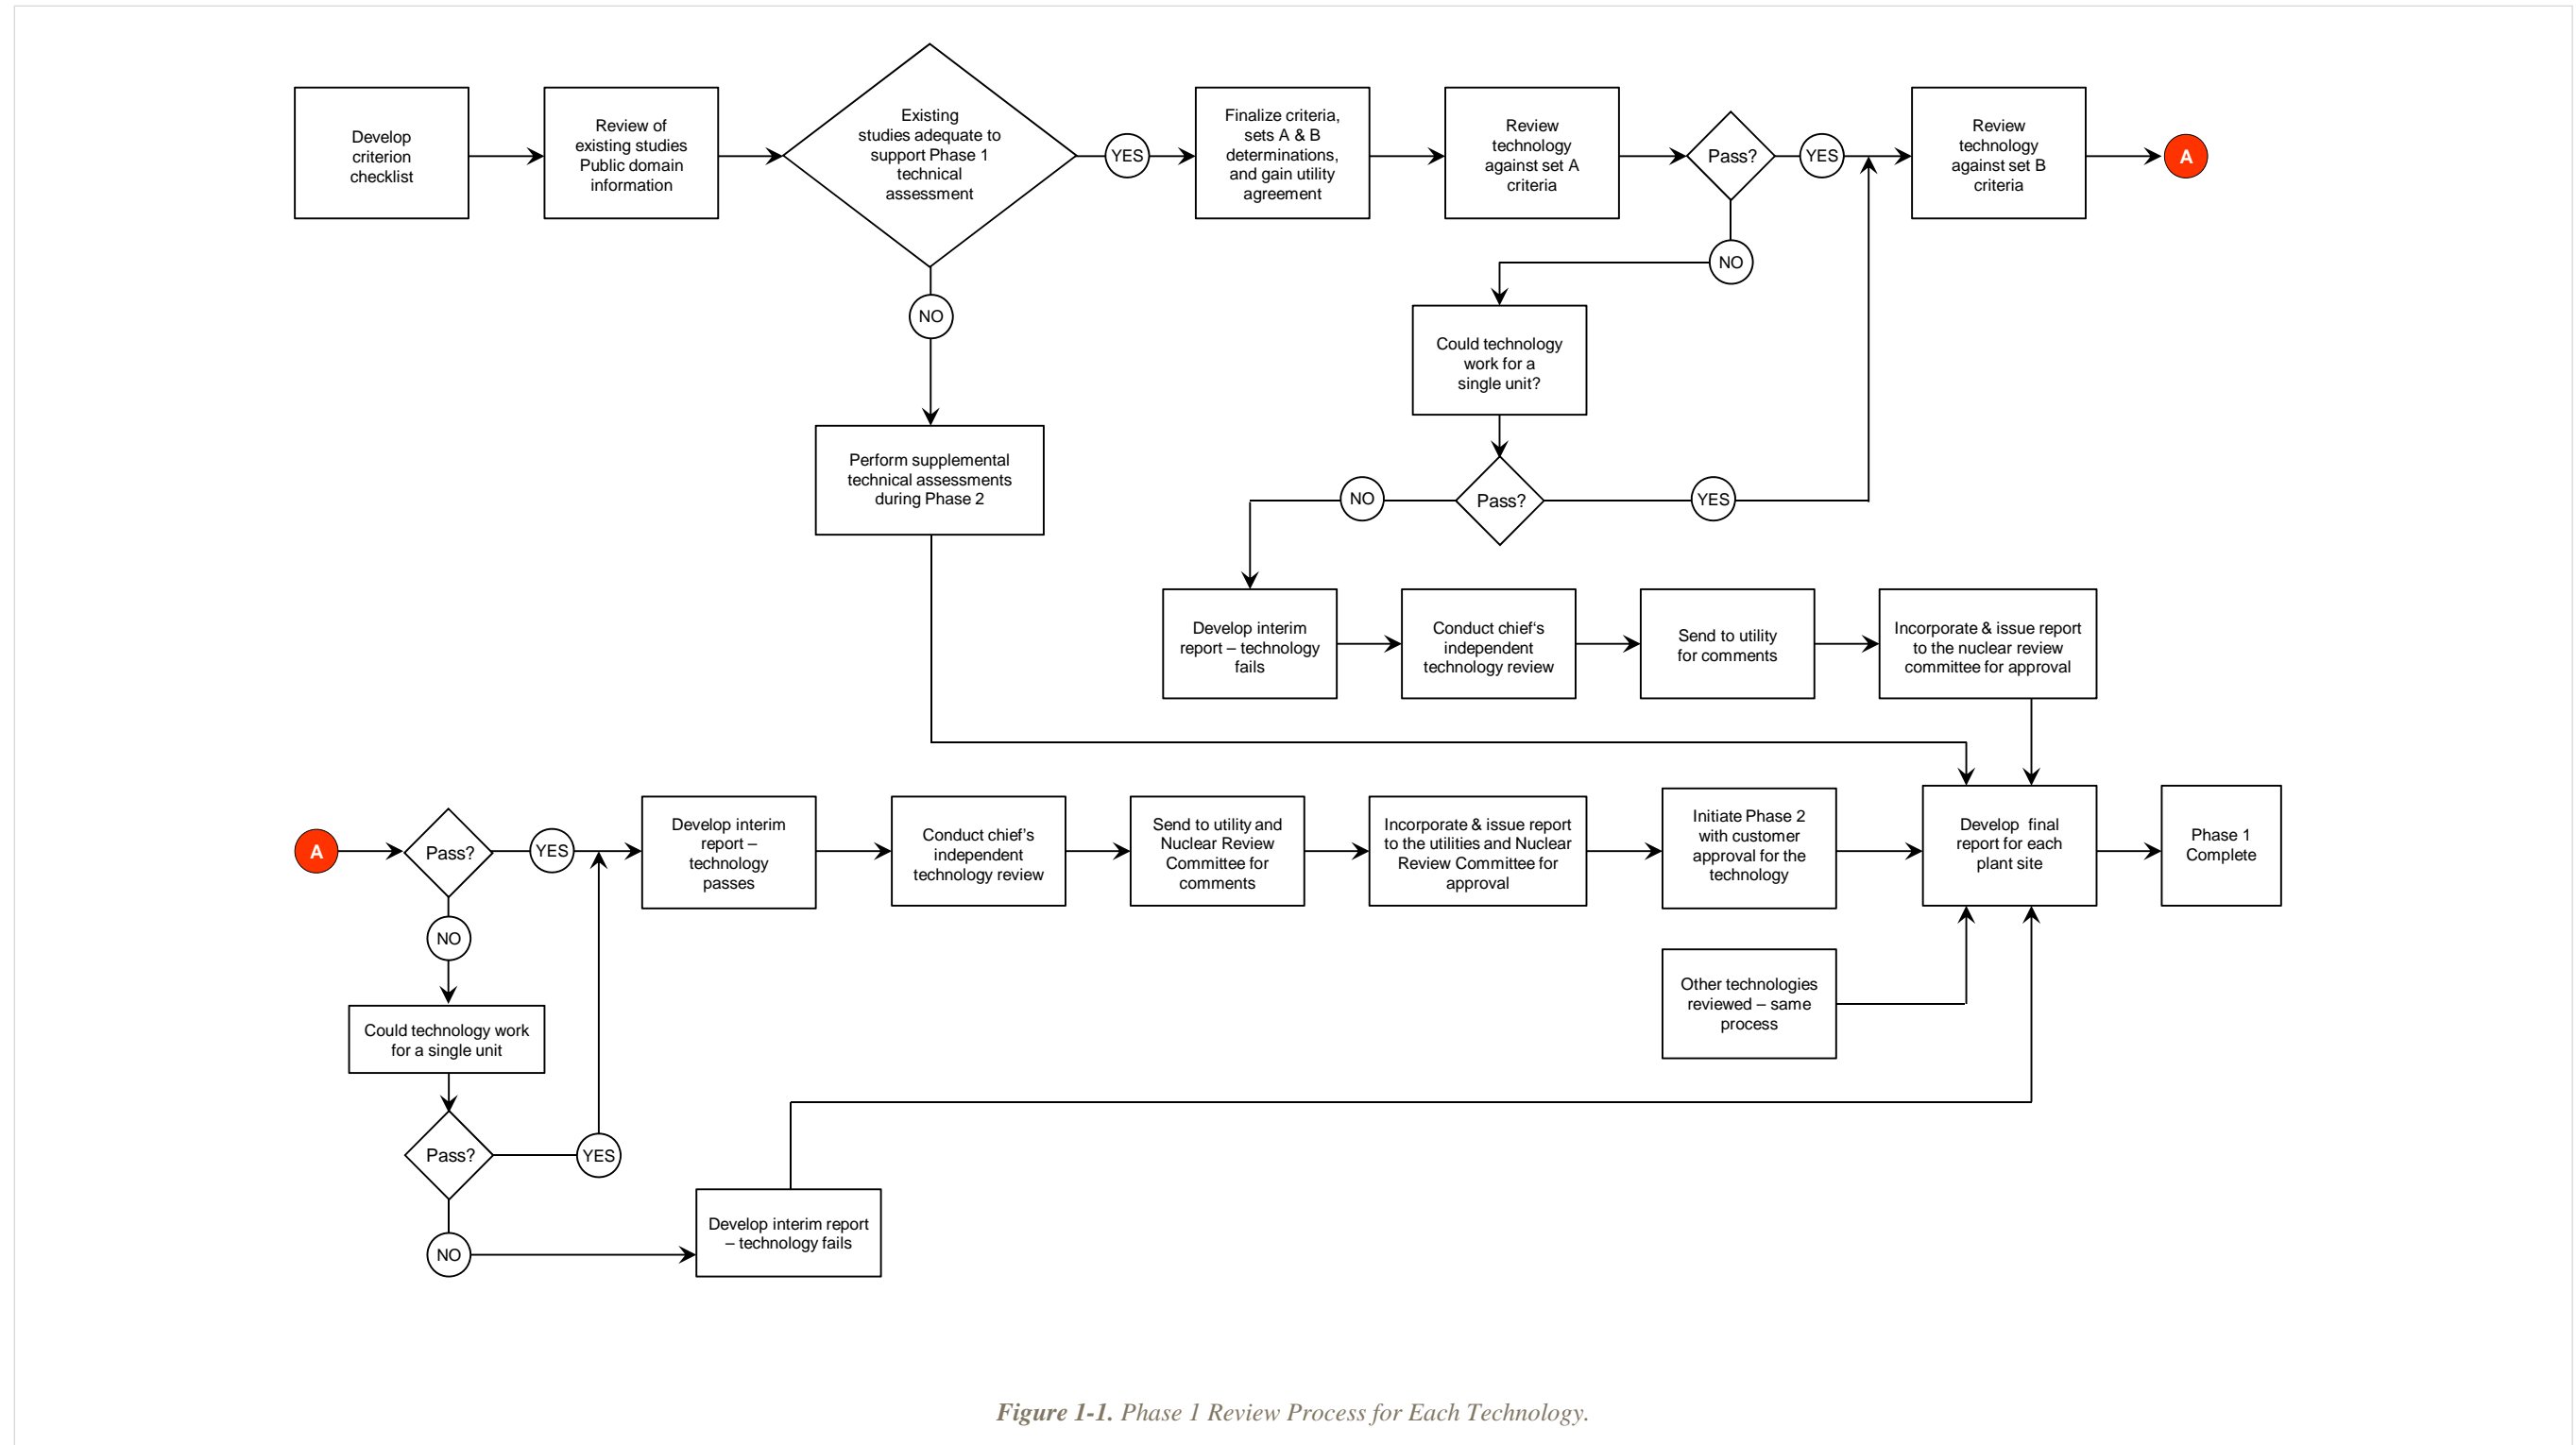 Develop
criterion
checklist
Review of
existing studies
Public domain
information
Existing
studies adequate to
support Phase 1
technical
assessment
YES
Finalize criteria,
sets A & B
determinations,
and gain utility
agreement
Review
technology
against set A
criteria
Pass?
YES
Review
technology
against set B
criteria
A
NO
NO
Could technology
work for a
single unit?
Perform supplemental
technical assessments
during Phase 2
NO
Pass?
YES
Develop interim
report – technology
fails
Conduct chief‘s
independent
technology review
Send to utility
for comments
Incorporate & issue report
to the nuclear review
committee for approval
A
Pass?
YES
Develop interim
report –
technology
passes
Conduct chief’s
independent
technology review
Send to utility and
Nuclear Review
Committee for
comments
Incorporate & issue report
to the utilities and Nuclear
Review Committee for
approval
Initiate Phase 2
with customer
approval for the
technology
Develop final
report for each
plant site
Phase 1
Complete
NO
Other technologies
reviewed – same
process
Could technology work
for a single unit
Pass?
YES
NO
Develop interim report
– technology fails
Figure 1-1. Phase 1 Review Process for Each Technology.